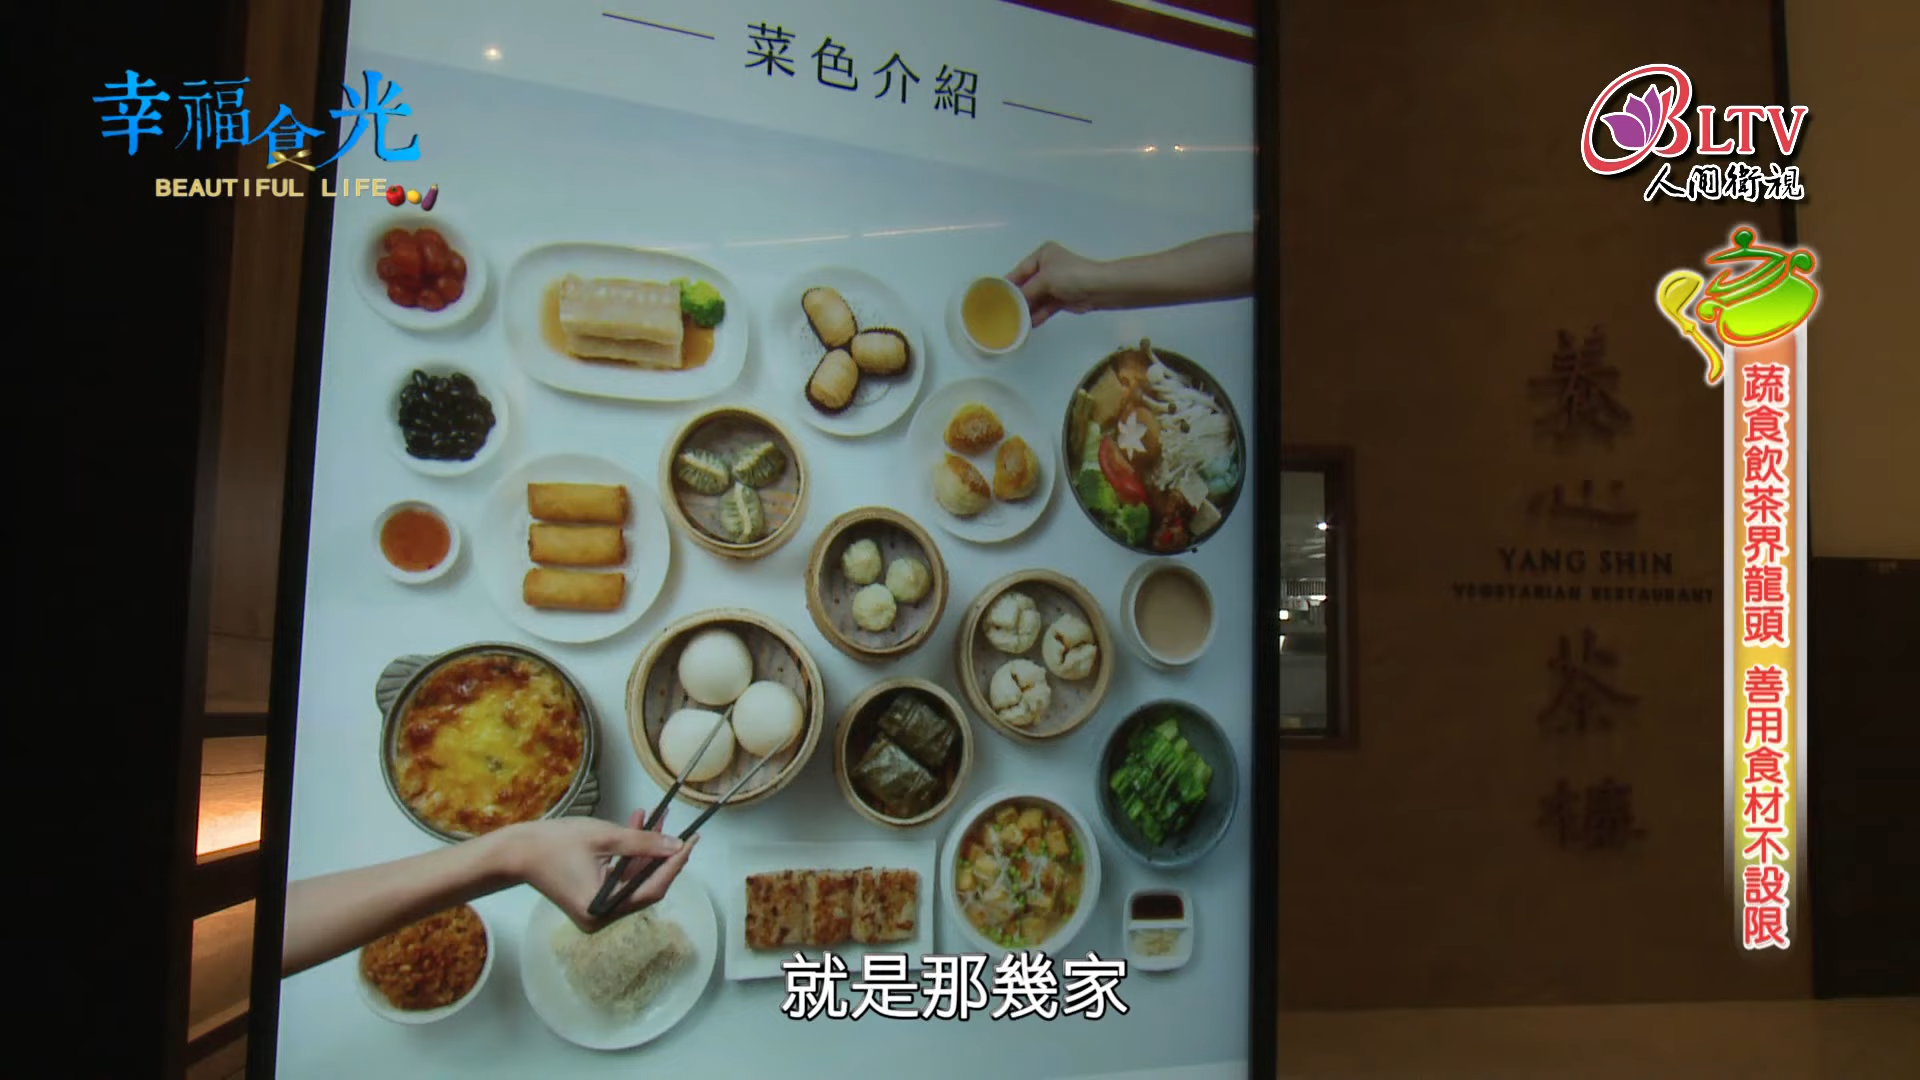 菜色介紹
幸福食光
BEAUTIFUL LIFE
BLTV
人間衛視
蔬食飲茶界龍頭 善用食材不設限
養心茶樓
YANG SHIN
VEGETARIAN RESTAURANT
就是那幾家